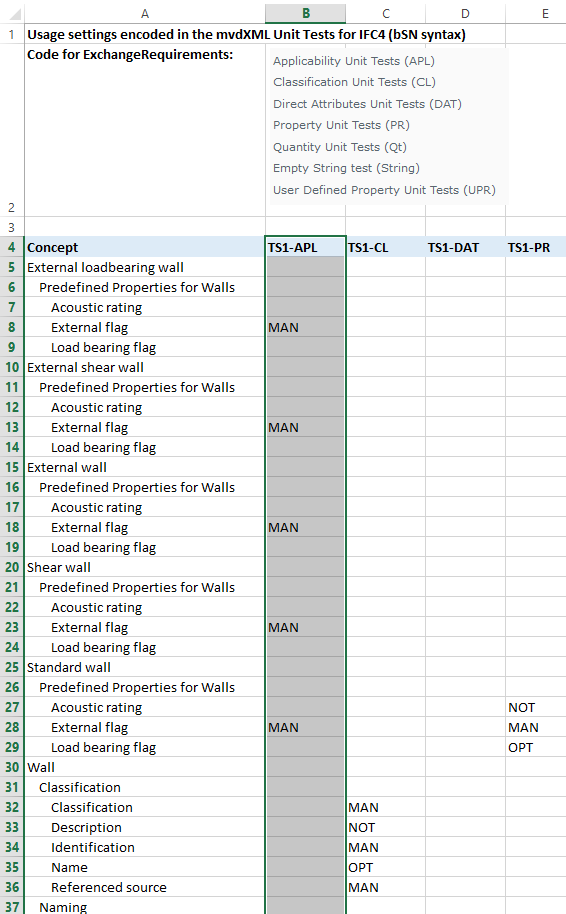 A B C D E
1 Usage settings encoded in the mvdXML Unit Tests for IFC4 (bSN syntax)
Code for ExchangeRequirements:
Applicability Unit Tests (APL)
Classification Unit Tests (CL)
Direct Attributes Unit Tests (DAT)
Property Unit Tests (PR)
Quantity Unit Tests (Qt)
Empty String test (String)
User Defined Property Unit Tests (UPR)
2
3
4 Concept TS1-APL TS1-CL TS1-DAT TS1-PR
5 External loadbearing wall
6 Predefined Properties for Walls
7 Acoustic rating
8 External flag MAN
9 Load bearing flag
10 External shear wall
11 Predefined Properties for Walls
12 Acoustic rating
13 External flag MAN
14 Load bearing flag
15 External wall
16 Predefined Properties for Walls
17 Acoustic rating
18 External flag MAN
19 Load bearing flag
20 Shear wall
21 Predefined Properties for Walls
22 Acoustic rating
23 External flag MAN
24 Load bearing flag
25 Standard wall
26 Predefined Properties for Walls
27 Acoustic rating NOT
28 External flag MAN MAN
29 Load bearing flag OPT
30 Wall
31 Classification
32 Classification MAN
33 Description NOT
34 Identification MAN
35 Name OPT
36 Referenced source MAN
37 Naming